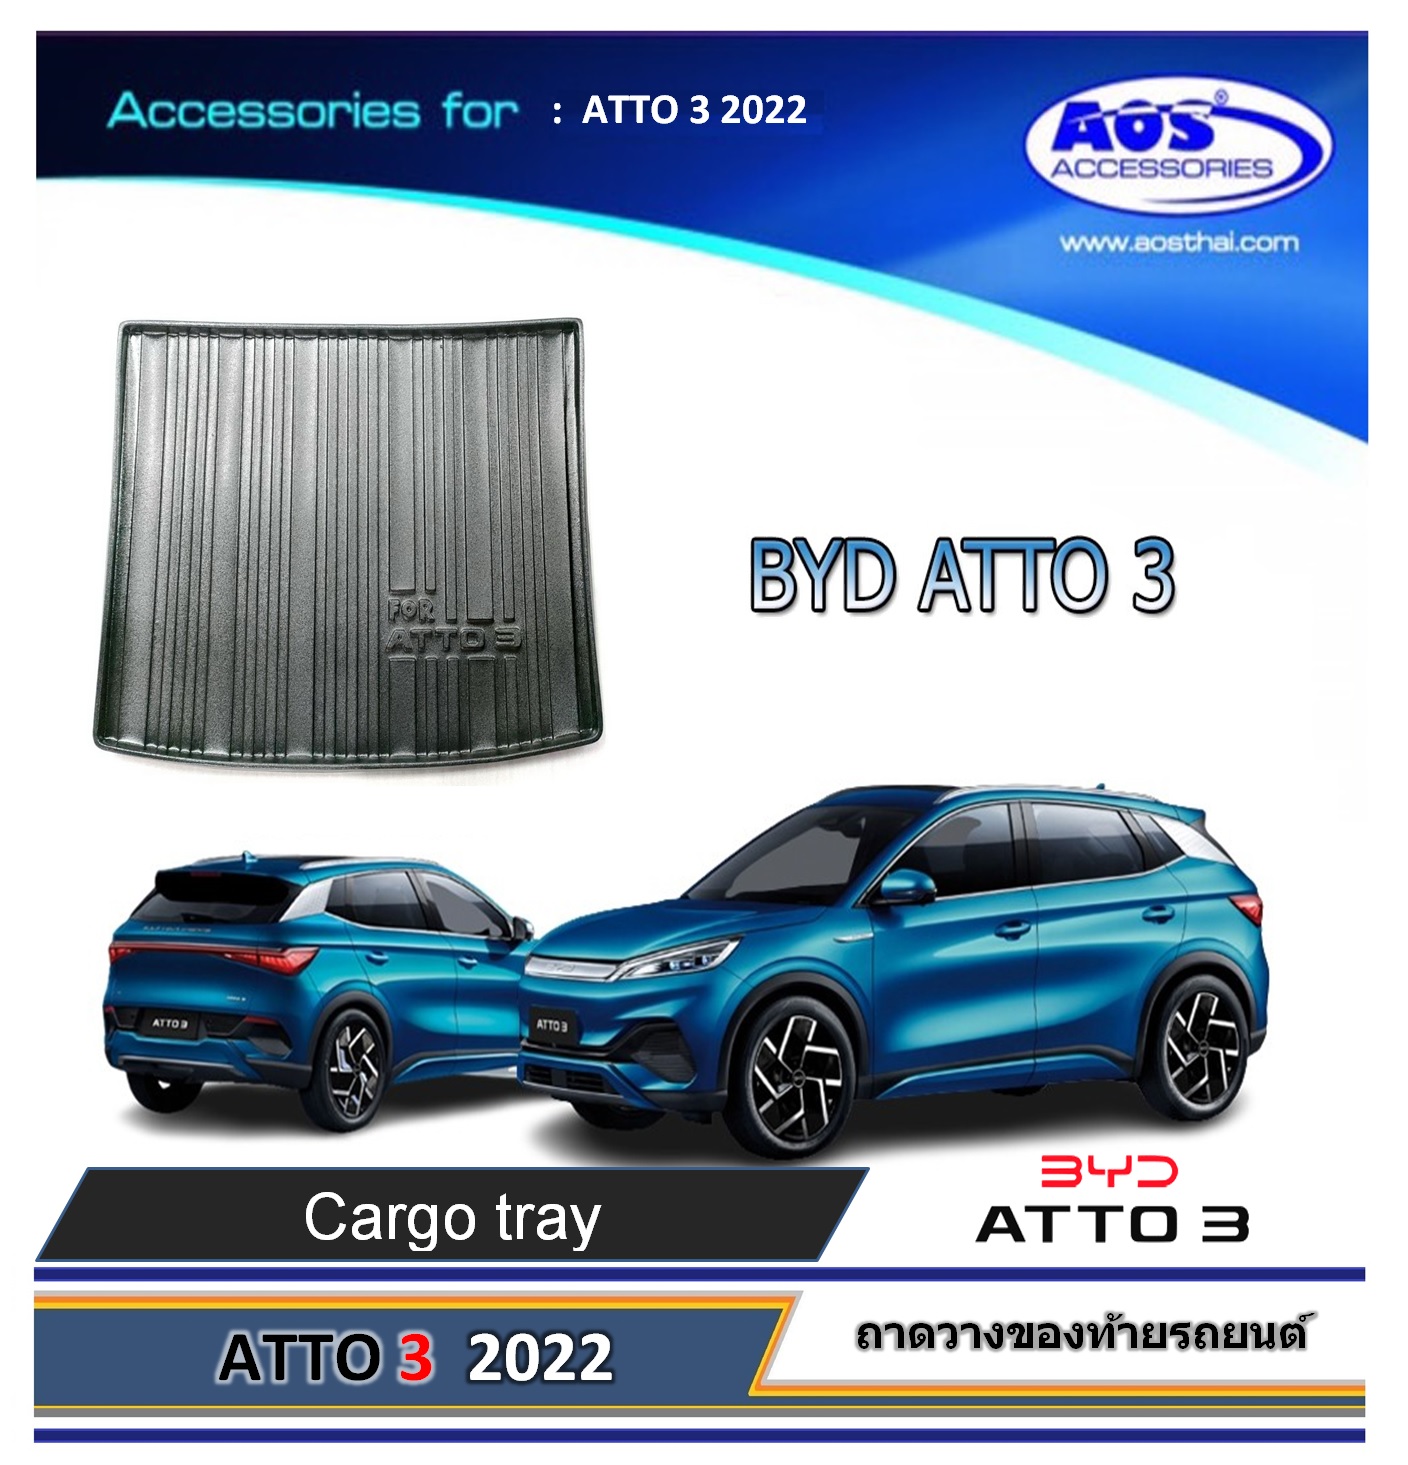 Accessories for : ATTO 3 2022
AOS®
ACCESSORIES
www.aosthai.com
FOR
ATTO 3
BYD ATTO 3
ATTO 3
ATTO 3
Cargo tray
BYD
ATTO 3
ATTO 3 2022
ถาดวางของท้ายรถยนต์